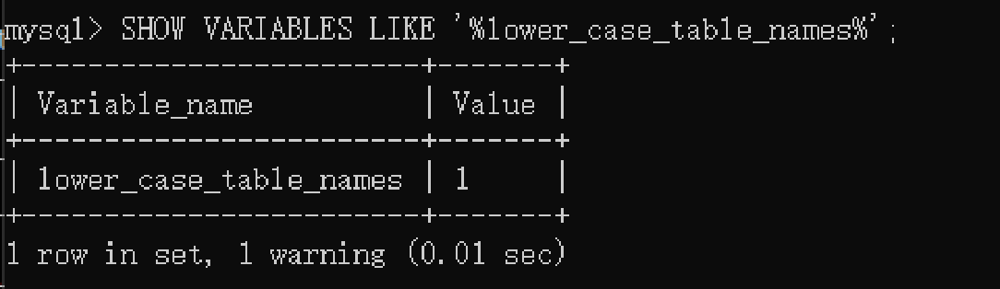 mysql> SHOW VARIABLES LIKE '%lower_case_table_names%';
+------------------------+-------+
| Variable_name          | Value |
+------------------------+-------+
| lower_case_table_names | 1     |
+------------------------+-------+
1 row in set, 1 warning (0.01 sec)